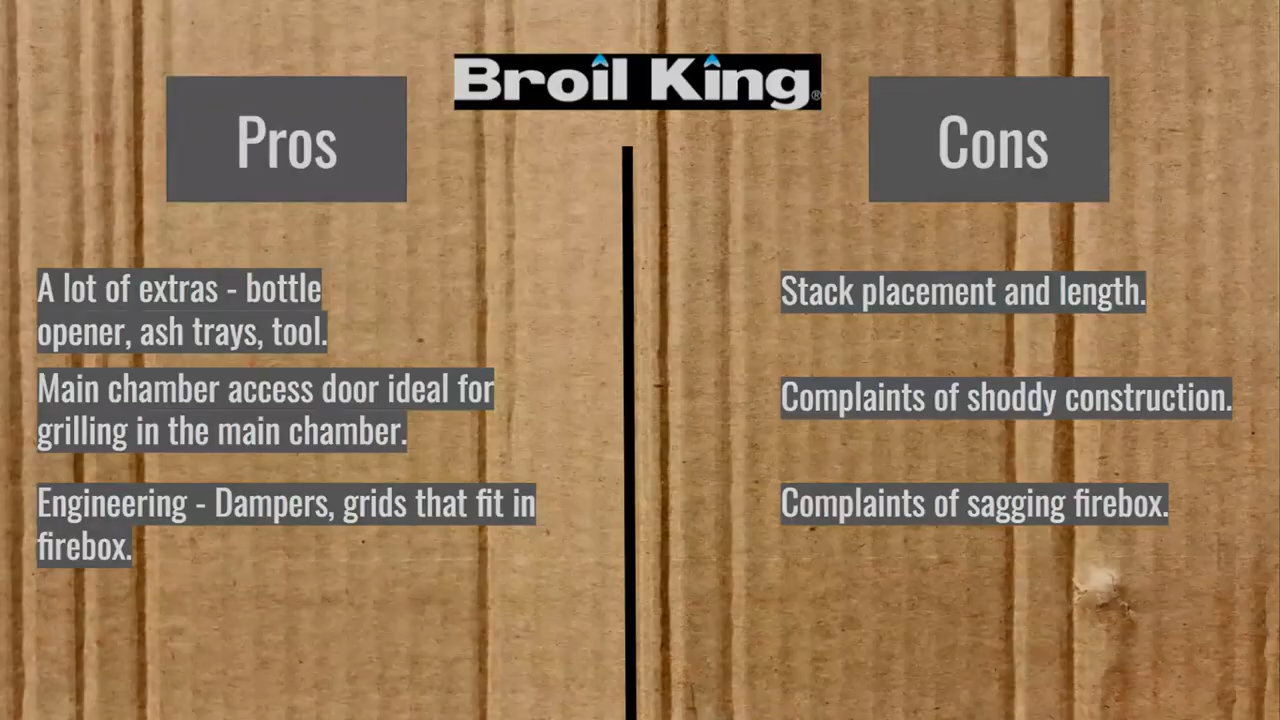 Broil King®
Pros
Cons
A lot of extras - bottle
opener, ash trays, tool.
Main chamber access door ideal for
grilling in the main chamber.
Engineering - Dampers, grids that fit in
firebox.
Stack placement and length.
Complaints of shoddy construction.
Complaints of sagging firebox.